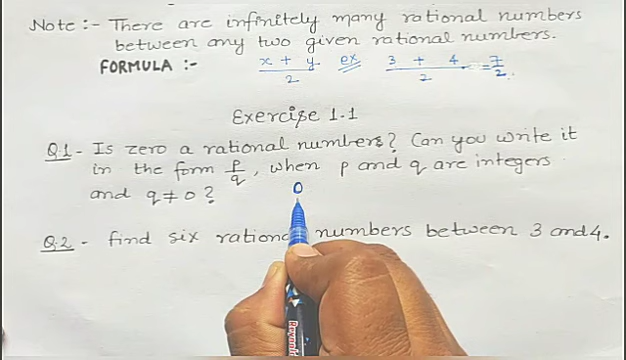 Note :- There are infinitely many rational numbers
between any two given rational numbers.
FORMULA :- x + y / 2 ex 3 + 4 / 2 = 7/2
Exercise 1.1
Q.1 - Is zero a rational numbers? Can you write it
in the form p/q, when p and q are integers
and q ≠ 0 ? 0
Q.2 - find six rational numbers between 3 and 4.